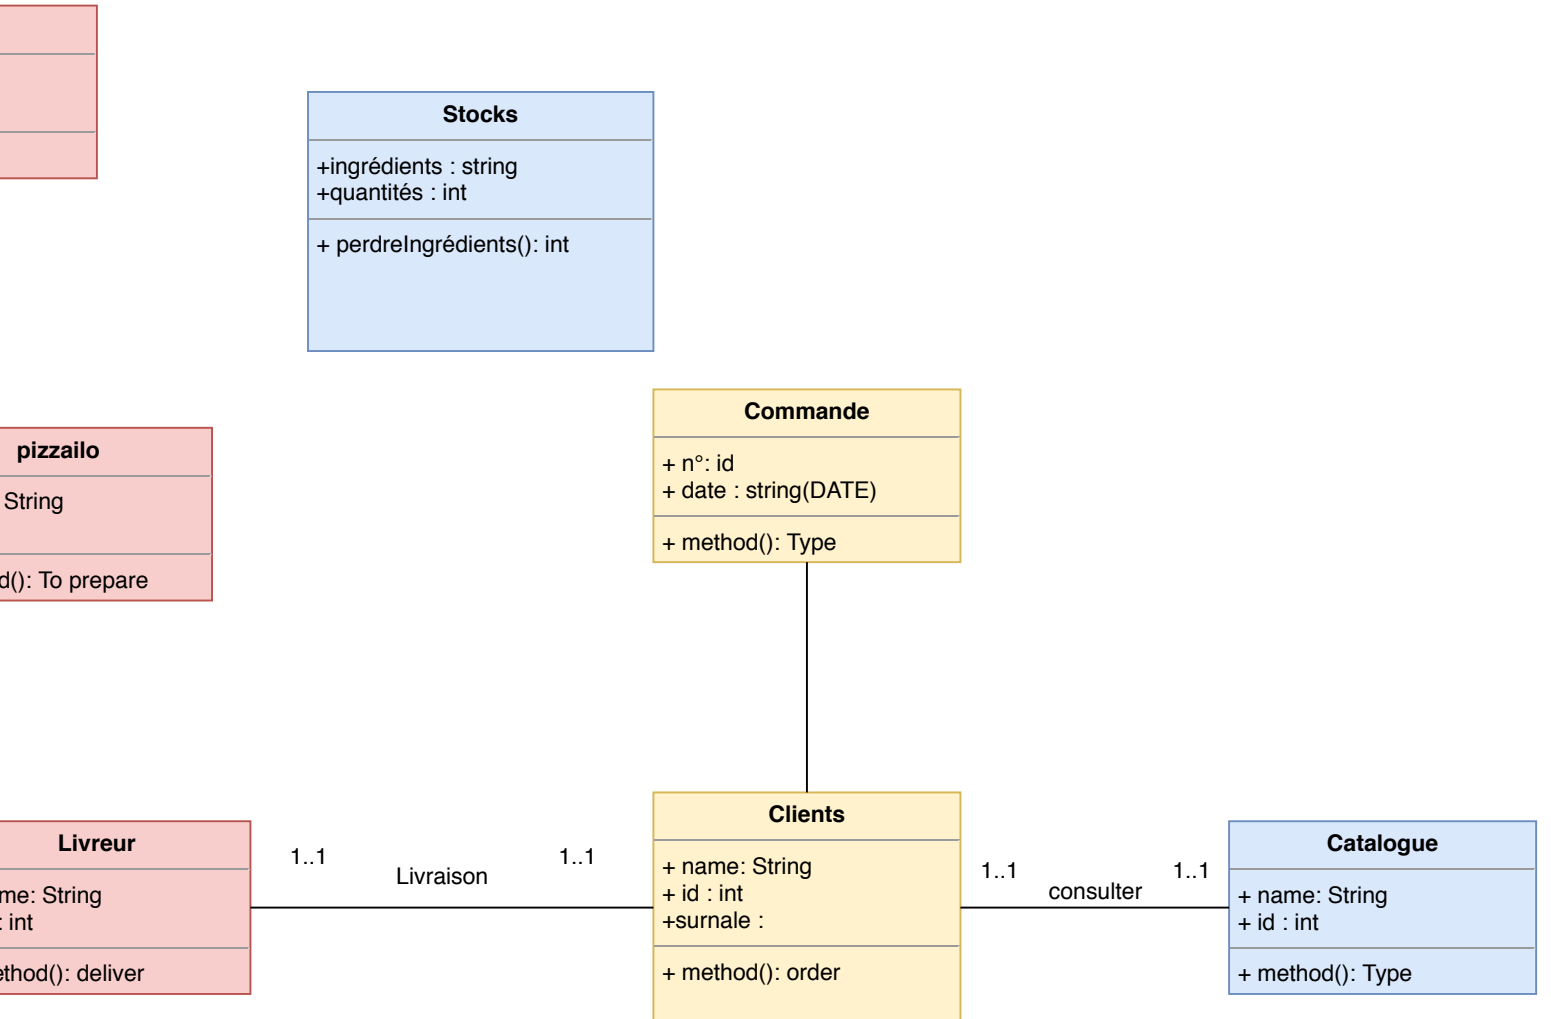 Stocks
+ingrédients : string
+quantités : int
+ perdreIngrédients(): int
Commande
+ n°: id
+ date : string(DATE)
+ method(): Type
pizzailo
String
d(): To prepare
Livreur
me: String
: int
ethod(): deliver
1..1
Livraison
1..1
Clients
+ name: String
+ id : int
+surnale :
+ method(): order
1..1
consulter
1..1
Catalogue
+ name: String
+ id : int
+ method(): Type